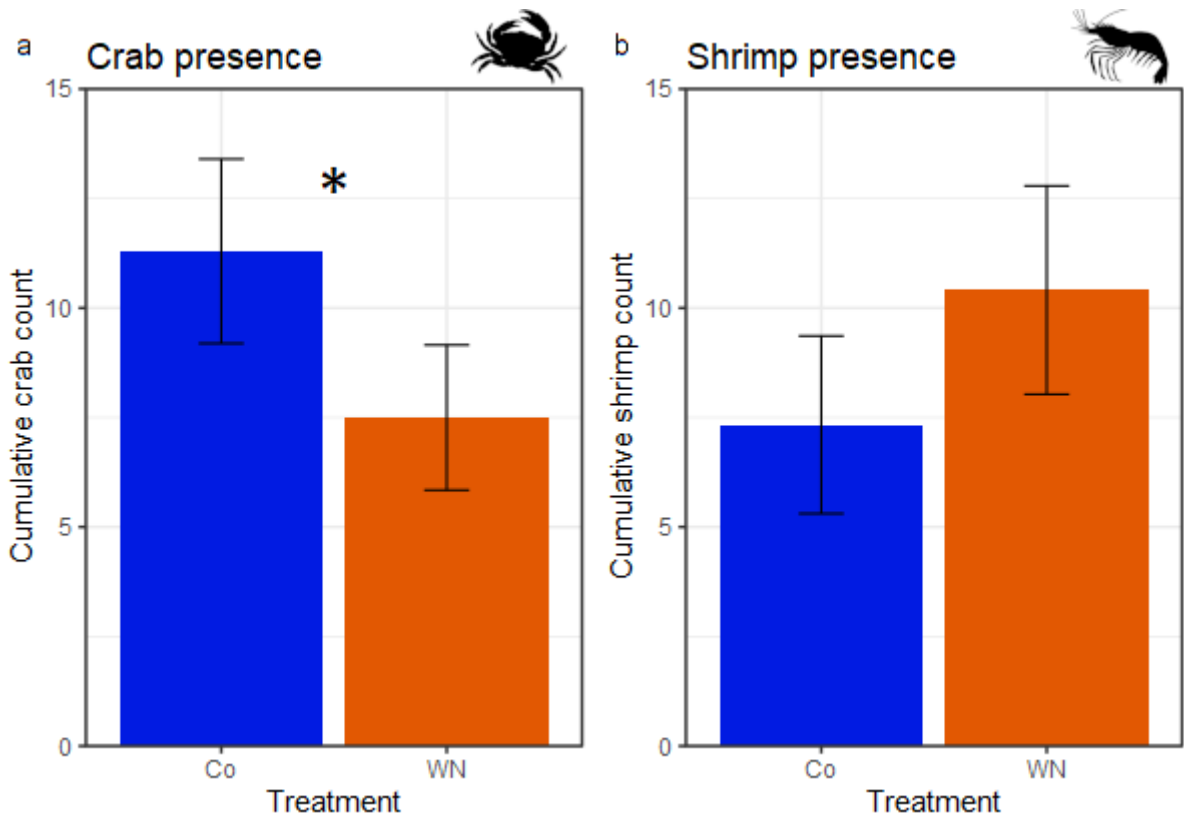 a
Crab presence
15
*
10
5
0
Cumulative crab count
Co
WN
Treatment
b
Shrimp presence
15
10
5
0
Cumulative shrimp count
Co
WN
Treatment